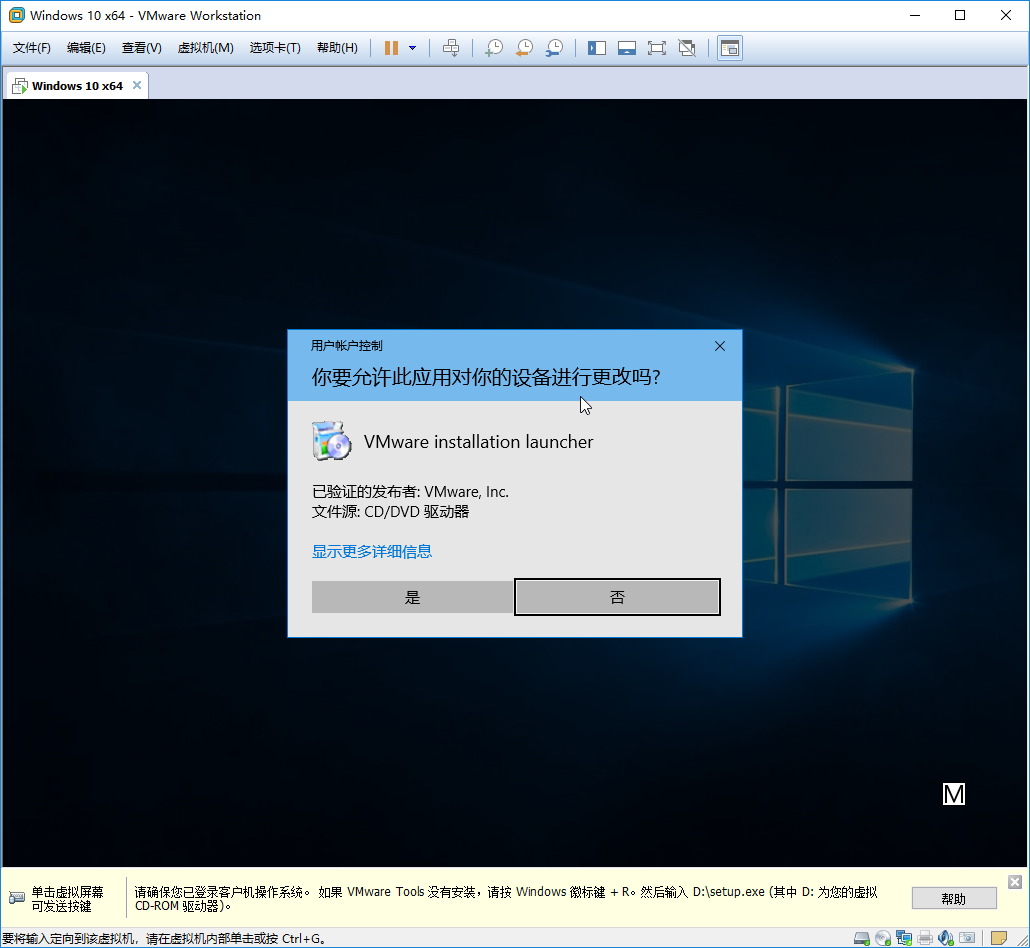 Windows 10 x64 - VMware Workstation
文件(F) 编辑(E) 查看(V) 虚拟机(M) 选项卡(T) 帮助(H)
Windows 10 x64
用户帐户控制
你要允许此应用对你的设备进行更改吗?
VMware installation launcher
已验证的发布者: VMware, Inc.
文件源: CD/DVD 驱动器
显示更多详细信息
是 否
M
单击虚拟屏幕
可发送按键
请确保您已登录客户机操作系统。如果 VMware Tools 没有安装，请按 Windows 徽标键 + R。然后输入 D:\setup.exe (其中 D: 为您的虚拟
CD-ROM 驱动器)。
帮助
要将输入定向到该虚拟机，请在虚拟机内部单击或按 Ctrl+G。